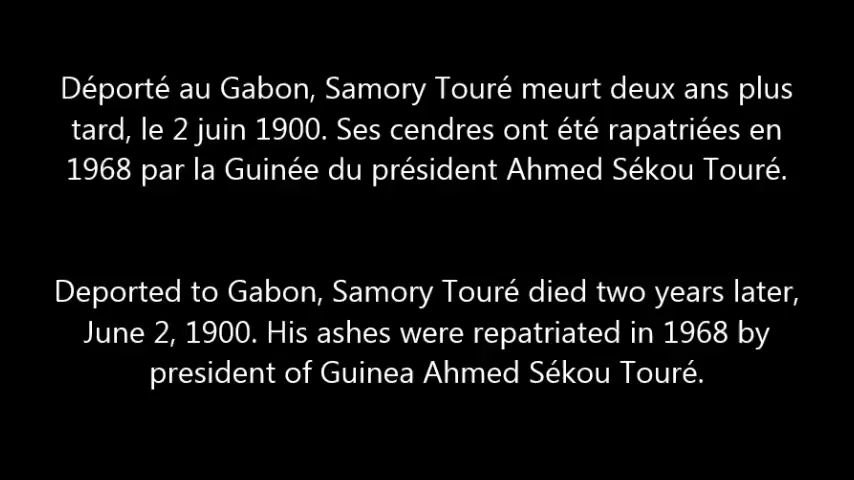 Déporté au Gabon, Samory Touré meurt deux ans plus
tard, le 2 juin 1900. Ses cendres ont été rapatriées en
1968 par la Guinée du président Ahmed Sékou Touré.
Deported to Gabon, Samory Touré died two years later,
June 2, 1900. His ashes were repatriated in 1968 by
president of Guinea Ahmed Sékou Touré.